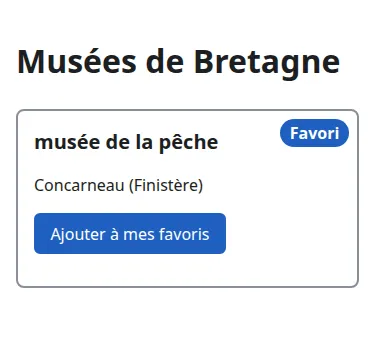 Musées de Bretagne
musée de la pêche
Favori
Concarneau (Finistère)
Ajouter à mes favoris